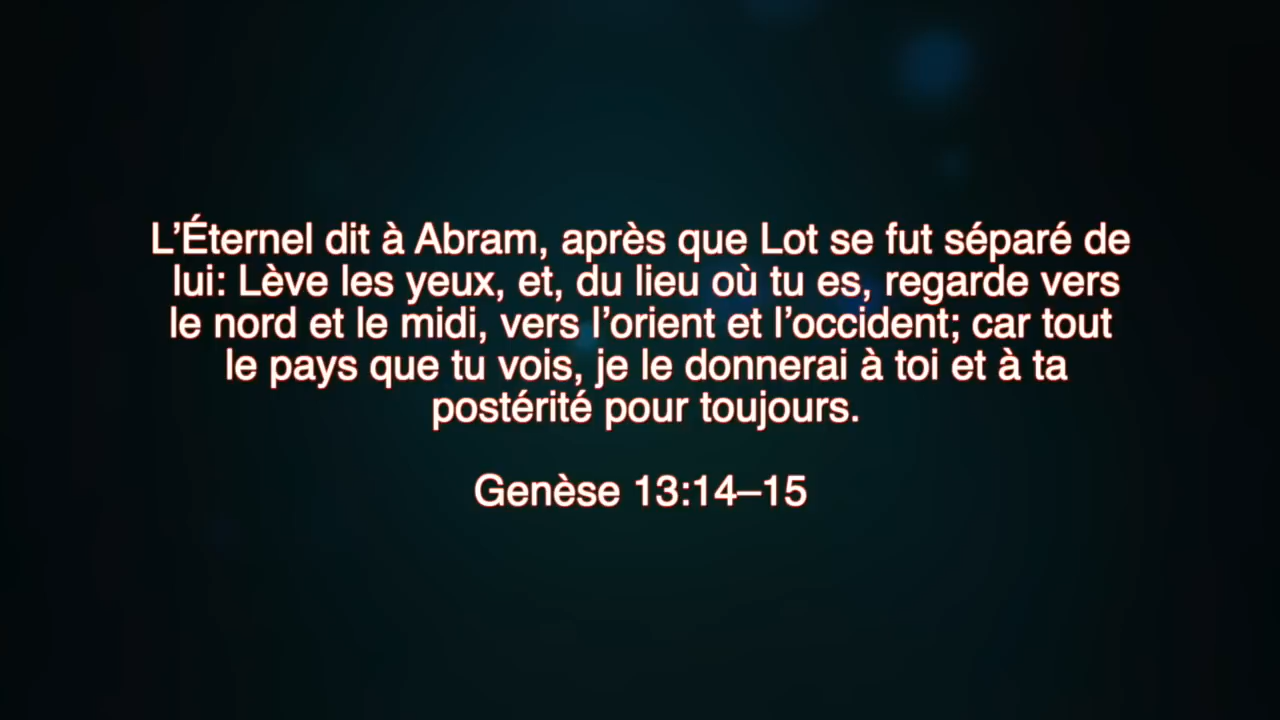 L’Éternel dit à Abram, après que Lot se fut séparé de
lui: Lève les yeux, et, du lieu où tu es, regarde vers
le nord et le midi, vers l’orient et l’occident; car tout
le pays que tu vois, je le donnerai à toi et à ta
postérité pour toujours.
Genèse 13:14–15